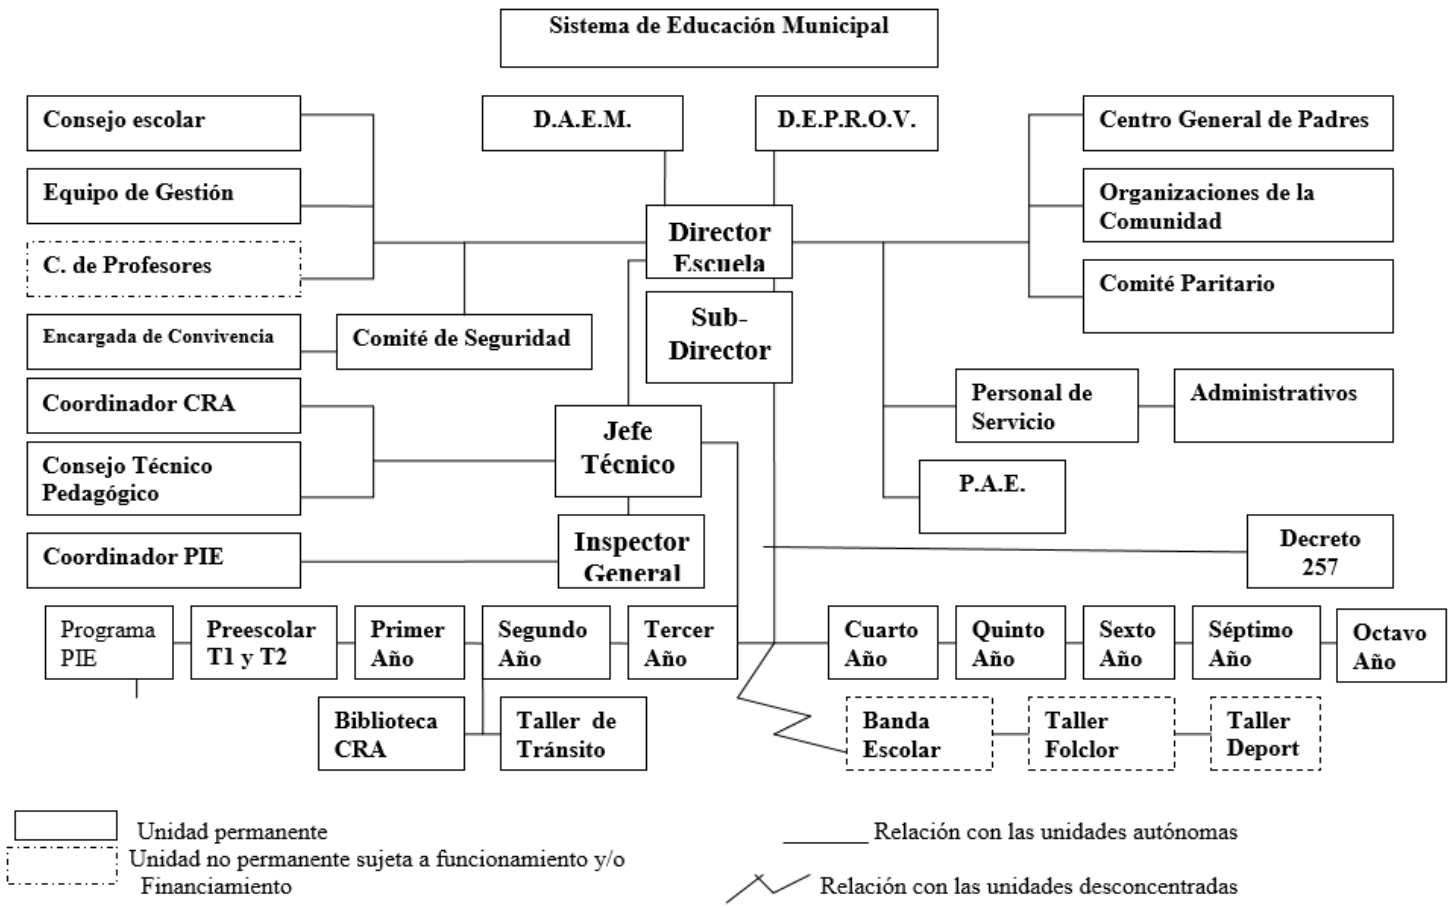 Sistema de Educación Municipal
Consejo escolar
D.A.E.M.
D.E.P.R.O.V.
Centro General de Padres
Equipo de Gestión
Organizaciones de la
Comunidad
Director
Escuela
C. de Profesores
Comité Paritario
Sub-
Director
Encargada de Convivencia
Comité de Seguridad
Coordinador CRA
Personal de
Servicio
Administrativos
Jefe
Técnico
Consejo Técnico
Pedagógico
P.A.E.
Inspector
General
Coordinador PIE
Decreto
257
Programa
PIE
Preescolar
T1 y T2
Primer
Año
Segundo
Año
Tercer
Año
Cuarto
Año
Quinto
Año
Sexto
Año
Séptimo
Año
Octavo
Año
Biblioteca
CRA
Taller de
Tránsito
Banda
Escolar
Taller
Folclor
Taller
Deport
Unidad permanente
Unidad no permanente sujeta a funcionamiento y/o
Financiamiento
Relación con las unidades autónomas
Relación con las unidades desconcentradas